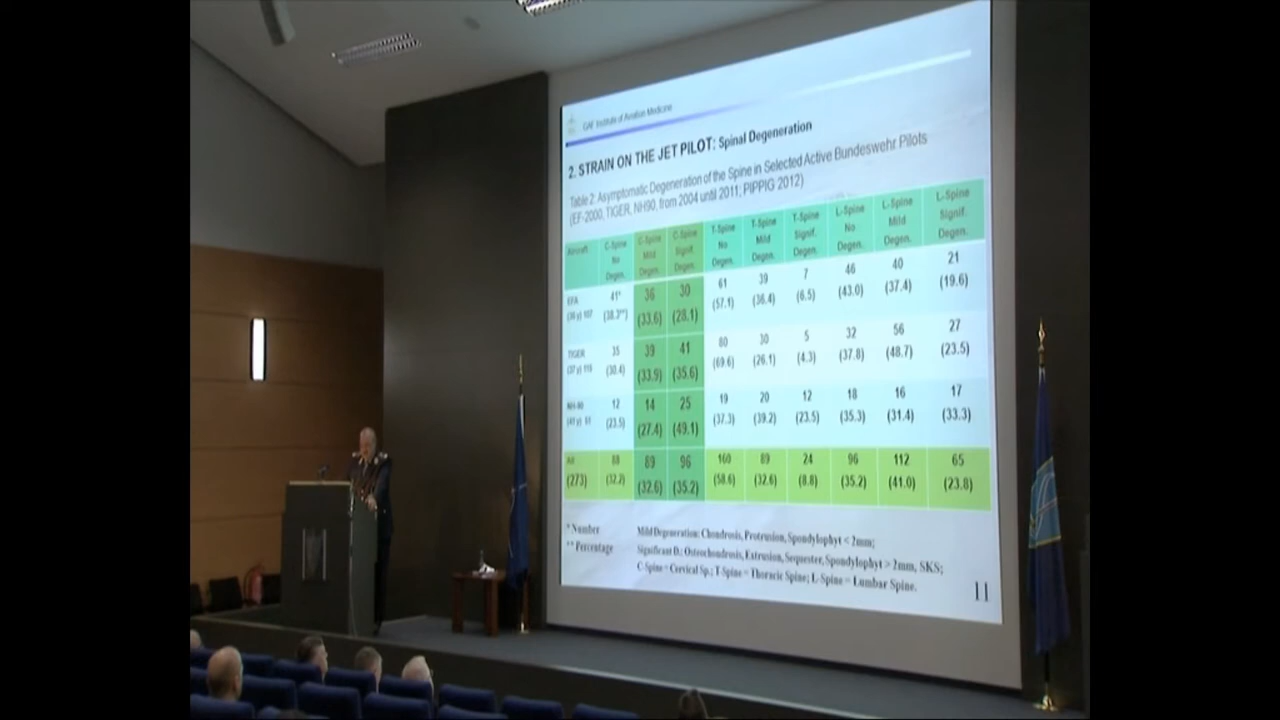 GAF Institute of Aviation Medicine
2. STRAIN ON THE JET PILOT: Spinal Degeneration
Table 2: Asymptomatic Degeneration of the Spine in Selected Active Bundeswehr Pilots
(EF-2000, TIGER, NH90, from 2004 until 2011; PIPPIG 2012)
Aircraft C-Spine No Degen. C-Spine Mild Degen. C-Spine Signif. Degen. T-Spine No Degen. T-Spine Mild Degen. T-Spine Signif. Degen. L-Spine No Degen. L-Spine Mild Degen. L-Spine Signif. Degen.
EFA 41* 36 30 61 39 7 46 40 21
(36 y) 107 (38.3**) (33.6) (28.1) (57.1) (36.4) (6.5) (43.0) (37.4) (19.6)
TIGER 35 39 41 80 30 5 32 56 27
(37 y) 115 (30.4) (33.9) (35.6) (69.6) (26.1) (4.3) (37.8) (48.7) (23.5)
NH-90 12 14 25 19 20 12 18 16 17
(41 y) 51 (23.5) (27.4) (49.1) (37.3) (39.2) (23.5) (35.3) (31.4) (33.3)
All 88 89 96 160 89 24 96 112 65
(273) (32.2) (32.6) (35.2) (58.6) (32.6) (8.8) (35.2) (41.0) (23.8)
* Number
** Percentage
Mild Degeneration: Chondrosis, Protrusion, Spondylophyt < 2mm;
Significant D.: Osteochondrosis, Extrusion, Sequester, Spondylophyt > 2mm, SKS;
C-Spine = Cervical Sp.; T-Spine = Thoracic Spine; L-Spine = Lumbar Spine.
11